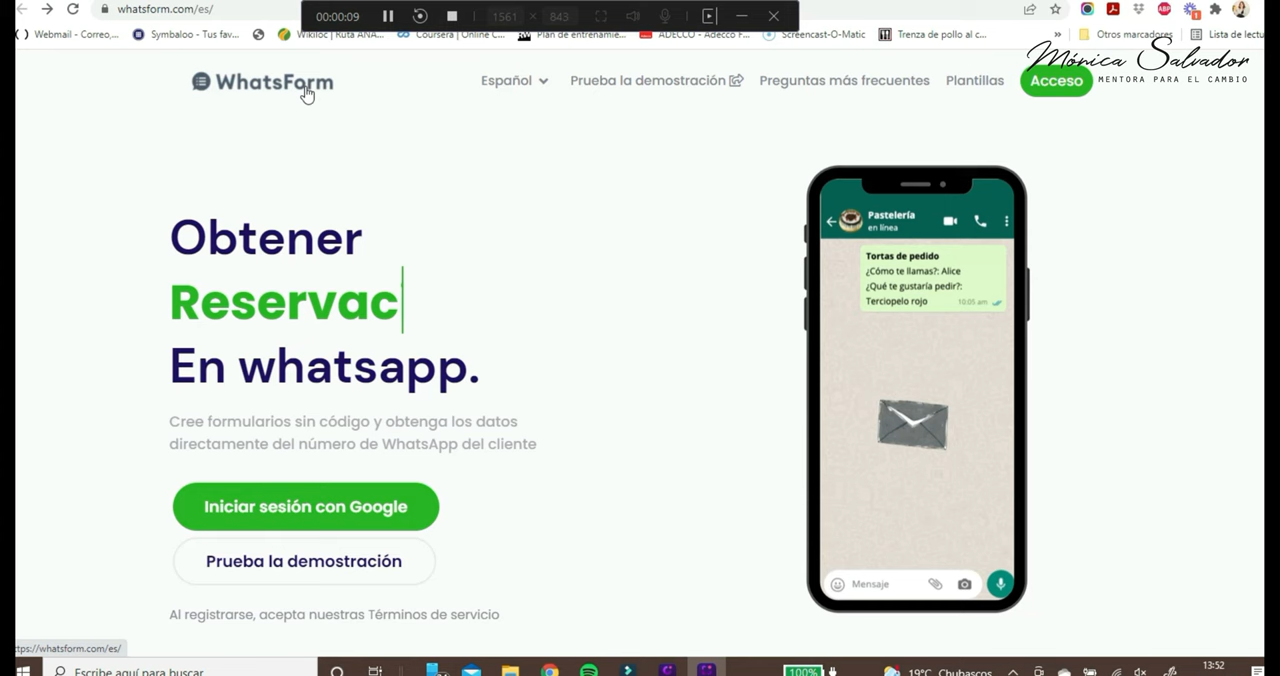 whatsform.com/es/
00:00:09
1561 × 843
Webmail - Correo,...
Symbaloo - Tus fav...
Wikiloc | Ruta ANA...
Coursera | Online C...
Plan de entrenamie...
ADECCO - Adecco F...
Screencast-O-Matic
Trenza de pollo al c...
»
Otros marcadores
Lista de lectu
ABP
1
Mónica Salvador
MENTORA PARA EL CAMBIO
WhatsForm
Español
Prueba la demostración
Preguntas más frecuentes
Plantillas
Acceso
Obtener
Reservac
En whatsapp.
Cree formularios sin código y obtenga los datos
directamente del número de WhatsApp del cliente
Iniciar sesión con Google
Prueba la demostración
Al registrarse, acepta nuestras Términos de servicio
Pastelería
en línea
Tortas de pedido
¿Cómo te llamas?: Alice
¿Qué te gustaría pedir?:
Terciopelo rojo
10:05 am
Mensaje
ttps://whatsform.com/es/
Escribe aquí para buscar
100%
19°C Chubascos
13:52